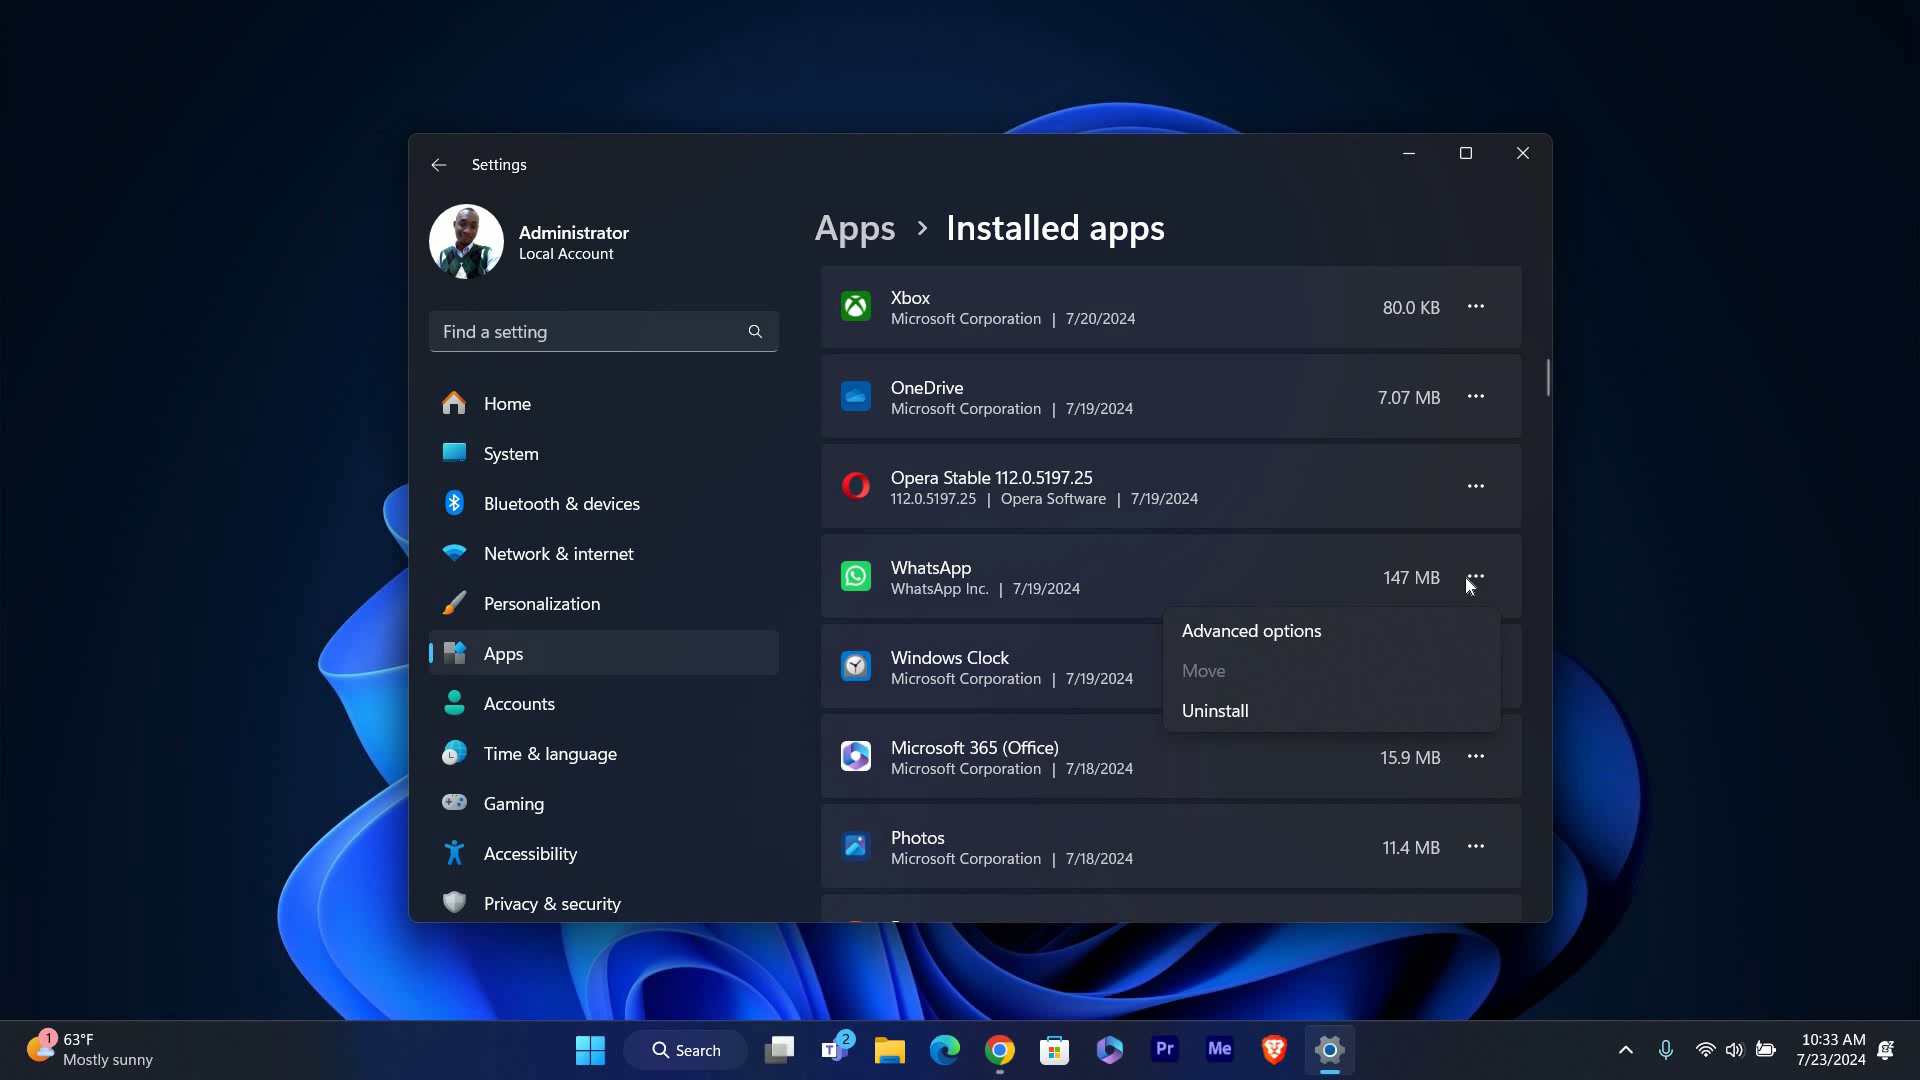 Settings
Administrator
Local Account
Find a setting
Home
System
Bluetooth & devices
Network & internet
Personalization
Apps
Accounts
Time & language
Gaming
Accessibility
Privacy & security
Apps > Installed apps
Xbox
Microsoft Corporation | 7/20/2024
80.0 KB
OneDrive
Microsoft Corporation | 7/19/2024
7.07 MB
Opera Stable 112.0.5197.25
112.0.5197.25 | Opera Software | 7/19/2024
WhatsApp
WhatsApp Inc. | 7/19/2024
147 MB
Advanced options
Move
Uninstall
Windows Clock
Microsoft Corporation | 7/19/2024
Microsoft 365 (Office)
Microsoft Corporation | 7/18/2024
15.9 MB
Photos
Microsoft Corporation | 7/18/2024
11.4 MB
1
63°F
Mostly sunny
Search
T
2
Pr
Me
10:33 AM
7/23/2024